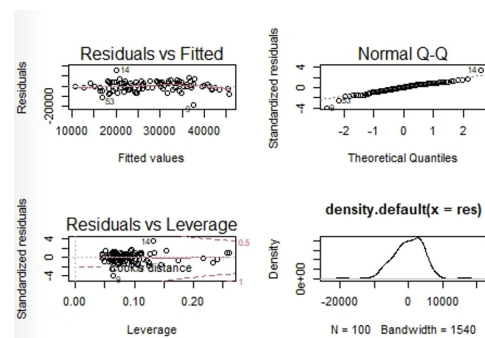 Residuals vs Fitted
Residuals
-20000
14
53
9
10000 20000 30000 40000
Fitted values
Normal Q-Q
Standardized residuals
-4 0 4
14
53
9
-2 -1 0 1 2
Theoretical Quantiles
Residuals vs Leverage
Standardized residuals
-4 0 4
14
0.5
1
Cook's distance
0.00 0.10 0.20
Leverage
density.default(x = res)
Density
0e+00
-20000 0 10000
N = 100 Bandwidth = 1540